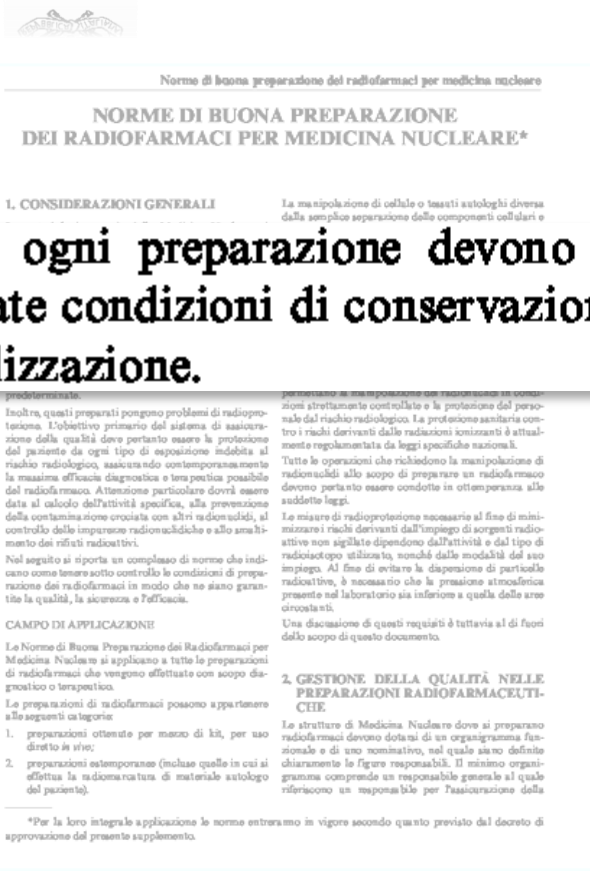 Norme di buona preparazione dei radiofarmaci per medicina nucleare
NORME DI BUONA PREPARAZIONE
DEI RADIOFARMACI PER MEDICINA NUCLEARE*
1. CONSIDERAZIONI GENERALI
La manipolazione di cellule o tessuti autologhi diversa
dalla semplice separazione delle componenti cellulari e
ogni preparazione devono
ate condizioni di conservazion
lizzazione.
predeterminate.
Inoltre, questi preparati pongono problemi di radiopro-
tezione. L'obiettivo primario del sistema di assicura-
zione della qualità deve pertanto essere la protezione
del paziente da ogni tipo di esposizione indebita al
rischio radiologico, assicurando contemporaneamente
la massima efficacia diagnostica e terapeutica possibile
del radiofarmaco. Attenzione particolare dovrà essere
data al calcolo dell'attività specifica, alla prevenzione
della contaminazione crociata con altri radionuclidi, al
controllo delle impurezze radionuclidiche e allo smalti-
mento dei rifiuti radioattivi.
Nel seguito si riporta un complesso di norme che indi-
cano come tenere sotto controllo le condizioni di prepa-
razione dei radiofarmaci in modo che ne siano garan-
tite la qualità, la sicurezza e l'efficacia.
CAMPO DI APPLICAZIONE
Le Norme di Buona Preparazione dei Radiofarmaci per
Medicina Nucleare si applicano a tutte le preparazioni
di radiofarmaci che vengono effettuate con scopo dia-
gnostico o terapeutico.
Le preparazioni di radiofarmaci possono appartenere
alle seguenti categorie:
1. preparazioni ottenute per mezzo di kit, per uso
diretto in vivo;
2. preparazioni estemporanee (incluse quelle in cui si
effettua la radiomarcatura di materiale autologo
del paziente).
permettano la manipolazione dei radionuclidi in condi-
zioni strettamente controllate e la protezione del perso-
nale dal rischio radiologico. La protezione sanitaria con-
tro i rischi derivanti dalle radiazioni ionizzanti è attual-
mente regolamentata da leggi specifiche nazionali.
Tutte le operazioni che richiedono la manipolazione di
radionuclidi allo scopo di preparare un radiofarmaco
devono pertanto essere condotte in ottemperanza alle
suddette leggi.
Le misure di radioprotezione necessarie al fine di mini-
mizzare i rischi derivanti dall'impiego di sorgenti radio-
attive non sigillate dipendono dall'attività e dal tipo di
radioisotopo utilizzato, nonché dalle modalità del suo
impiego. Al fine di evitare la dispersione di particelle
radioattive, è necessario che la pressione atmosferica
presente nel laboratorio sia inferiore a quella delle aree
circostanti.
Una discussione di questi requisiti è tuttavia al di fuori
dello scopo di questo documento.
2. GESTIONE DELLA QUALITÀ NELLE
PREPARAZIONI RADIOFARMACEUTI-
CHE
Le strutture di Medicina Nucleare dove si preparano
radiofarmaci devono dotarsi di un organigramma fun-
zionale e di uno nominativo, nel quale siano definite
chiaramente le figure responsabili. Il minimo organi-
gramma comprende un responsabile generale al quale
riferiscono un responsabile per l'assicurazione della
*Per la loro integrale applicazione le norme entreranno in vigore secondo quanto previsto dal decreto di
approvazione del presente supplemento.